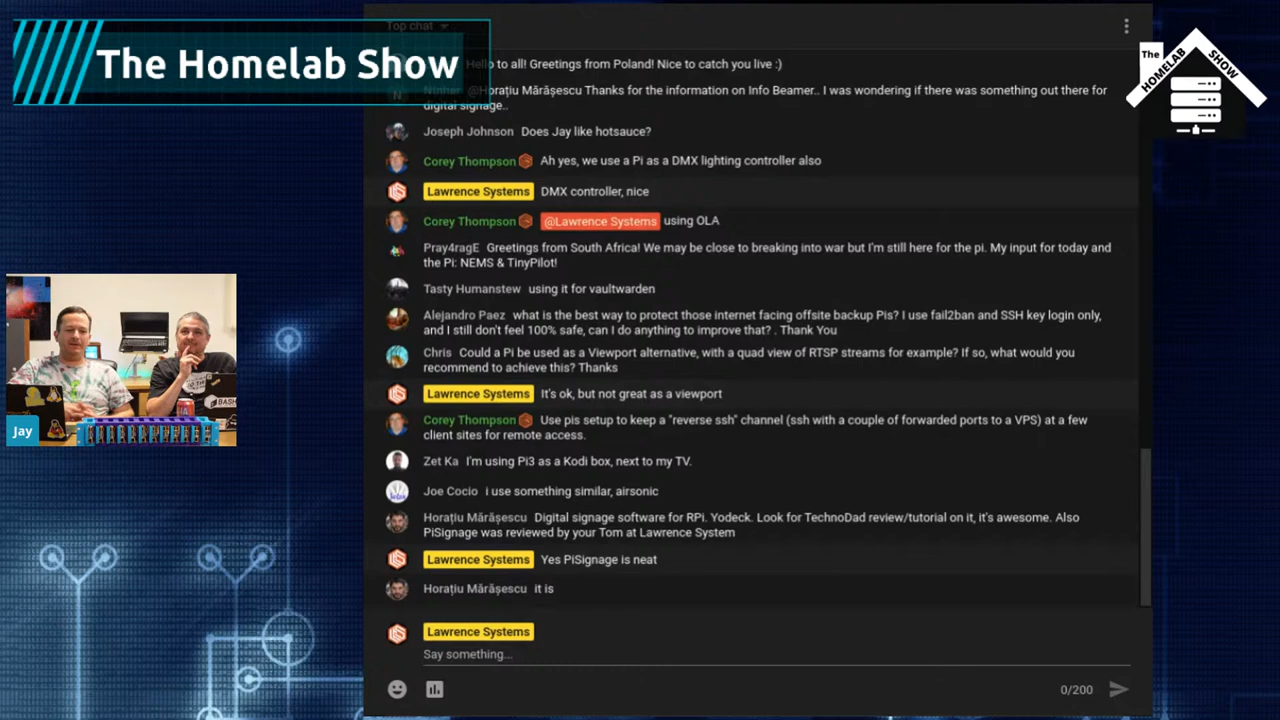 The Homelab Show
Top chat
to all! Greetings from Poland! Nice to catch you live :)
Ninher @Horațiu Mărășescu Thanks for the information on Info Beamer.. I was wondering if there was something out there for
digital signage..
Joseph Johnson Does Jay like hotsauce?
Corey Thompson Ah yes, we use a Pi as a DMX lighting controller also
Lawrence Systems DMX controller, nice
Corey Thompson @Lawrence Systems using OLA
Pray4ragE Greetings from South Africa! We may be close to breaking into war but I'm still here for the pi. My input for today and
the Pi: NEMS & TinyPilot!
Tasty Humanstew using it for vaultwarden
Alejandro Paez what is the best way to protect those internet facing offsite backup Pis? I use fail2ban and SSH key login only,
and I still don't feel 100% safe, can I do anything to improve that? . Thank You
Chris Could a Pi be used as a Viewport alternative, with a quad view of RTSP streams for example? If so, what would you
recommend to achieve this? Thanks
Lawrence Systems It's ok, but not great as a viewport
Corey Thompson Use pis setup to keep a "reverse ssh" channel (ssh with a couple of forwarded ports to a VPS) at a few
client sites for remote access.
Zet Ka I'm using Pi3 as a Kodi box, next to my TV.
Joe Cocio i use something similar, airsonic
Horațiu Mărășescu Digital signage software for RPi. Yodeck. Look for TechnoDad review/tutorial on it, it's awesome. Also
PiSignage was reviewed by your Tom at Lawrence System
Lawrence Systems Yes PiSignage is neat
Horațiu Mărășescu it is
Lawrence Systems
Say something...
0/200
The
HOMELAB
SHOW
Jay
BASH